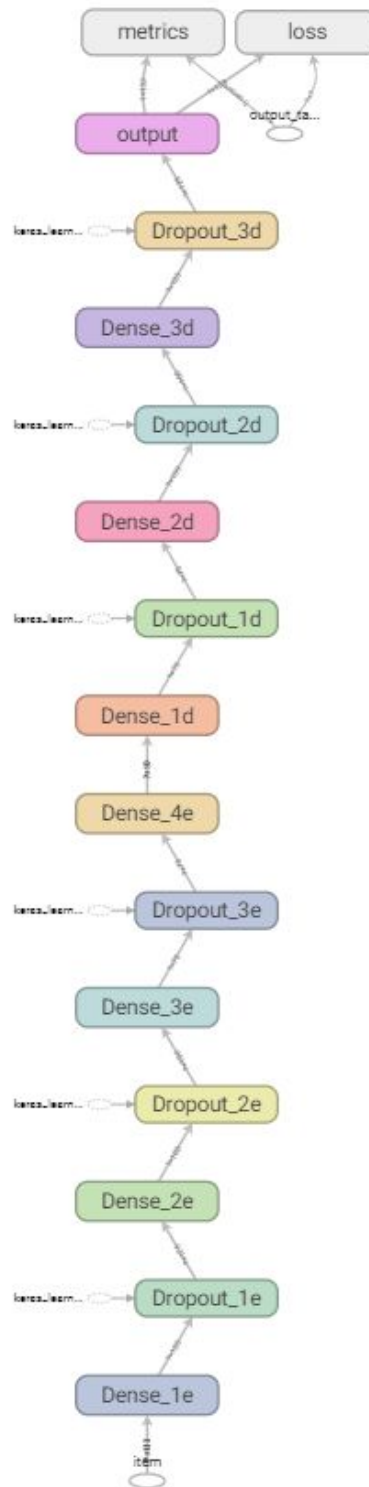 metrics
loss
output_ta...
output
Dropout_3d
keras_learn...
Dense_3d
Dropout_2d
keras_learn...
Dense_2d
Dropout_1d
keras_learn...
Dense_1d
Dense_4e
Dropout_3e
keras_learn...
Dense_3e
Dropout_2e
keras_learn...
Dense_2e
Dropout_1e
keras_learn...
Dense_1e
item